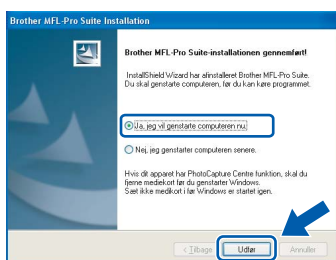 Brother MFL-Pro Suite Installation
Brother MFL-Pro Suite-installationen gennemført!
InstallShield Wizard har afinstalleret Brother MFL-Pro Suite.
Du skal genstarte computeren, før du kan køre programmet.
Ja, jeg vil genstarte computeren nu.
Nej, jeg genstarter computeren senere.
Hvis dit apparat har PhotoCapture Centre funktion, skal du
fjerne mediekort før du genstarter Windows.
Sæt ikke medikort i før Windows er startet igen.
< Tilbage
Udfør
Annuller